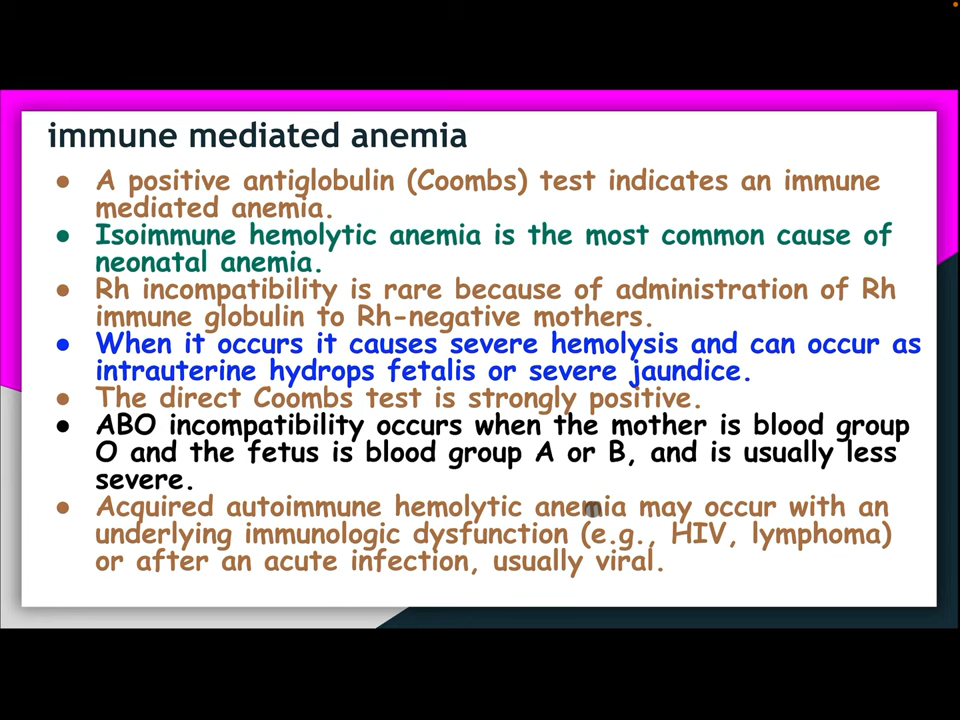 immune mediated anemia
● A positive antiglobulin (Coombs) test indicates an immune
mediated anemia.
● Isoimmune hemolytic anemia is the most common cause of
neonatal anemia.
● Rh incompatibility is rare because of administration of Rh
immune globulin to Rh-negative mothers.
● When it occurs it causes severe hemolysis and can occur as
intrauterine hydrops fetalis or severe jaundice.
● The direct Coombs test is strongly positive.
● ABO incompatibility occurs when the mother is blood group
O and the fetus is blood group A or B, and is usually less
severe.
● Acquired autoimmune hemolytic anemia may occur with an
underlying immunologic dysfunction (e.g., HIV, lymphoma)
or after an acute infection, usually viral.